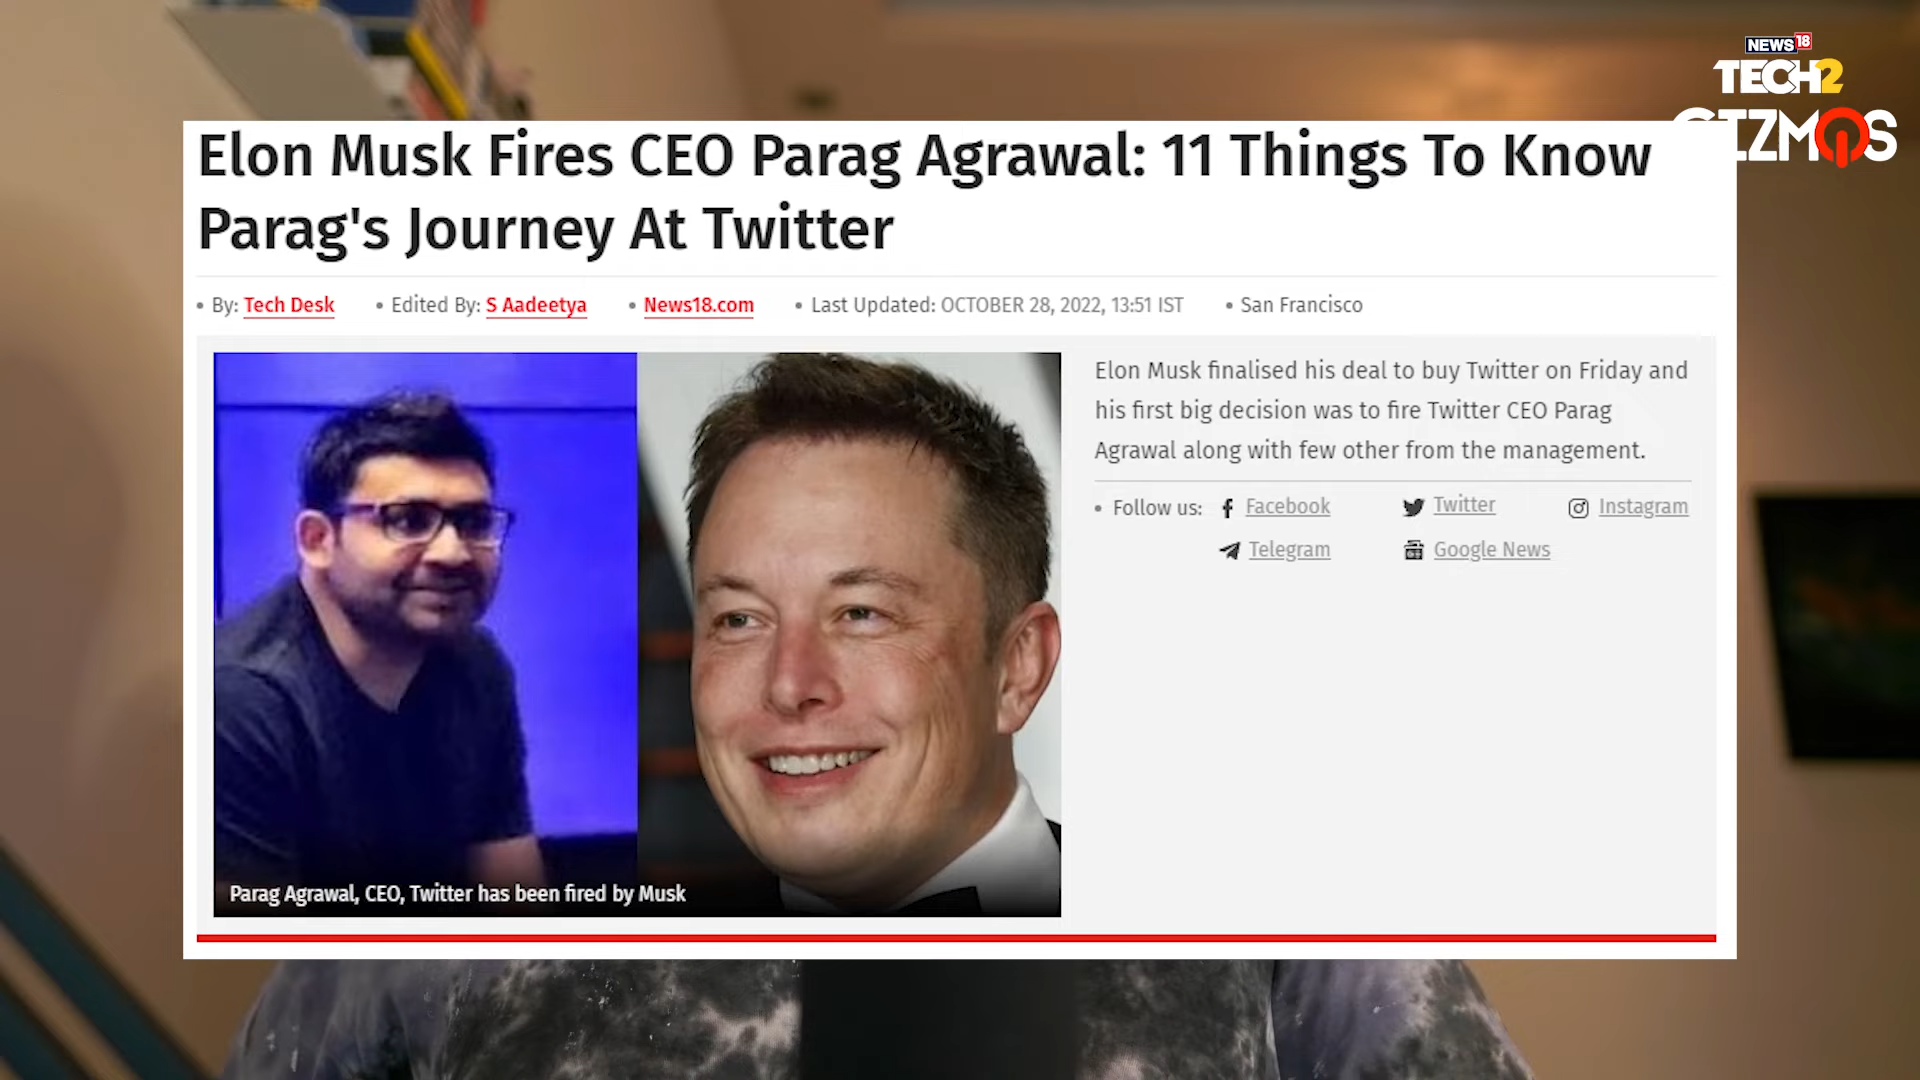 NEWS18
TECH2
GIZMOS
Elon Musk Fires CEO Parag Agrawal: 11 Things To Know
Parag's Journey At Twitter
• By: Tech Desk • Edited By: S Aadeetya • News18.com • Last Updated: OCTOBER 28, 2022, 13:51 IST • San Francisco
Elon Musk finalised his deal to buy Twitter on Friday and
his first big decision was to fire Twitter CEO Parag
Agrawal along with few other from the management.
• Follow us: Facebook Twitter Instagram
Telegram Google News
Parag Agrawal, CEO, Twitter has been fired by Musk